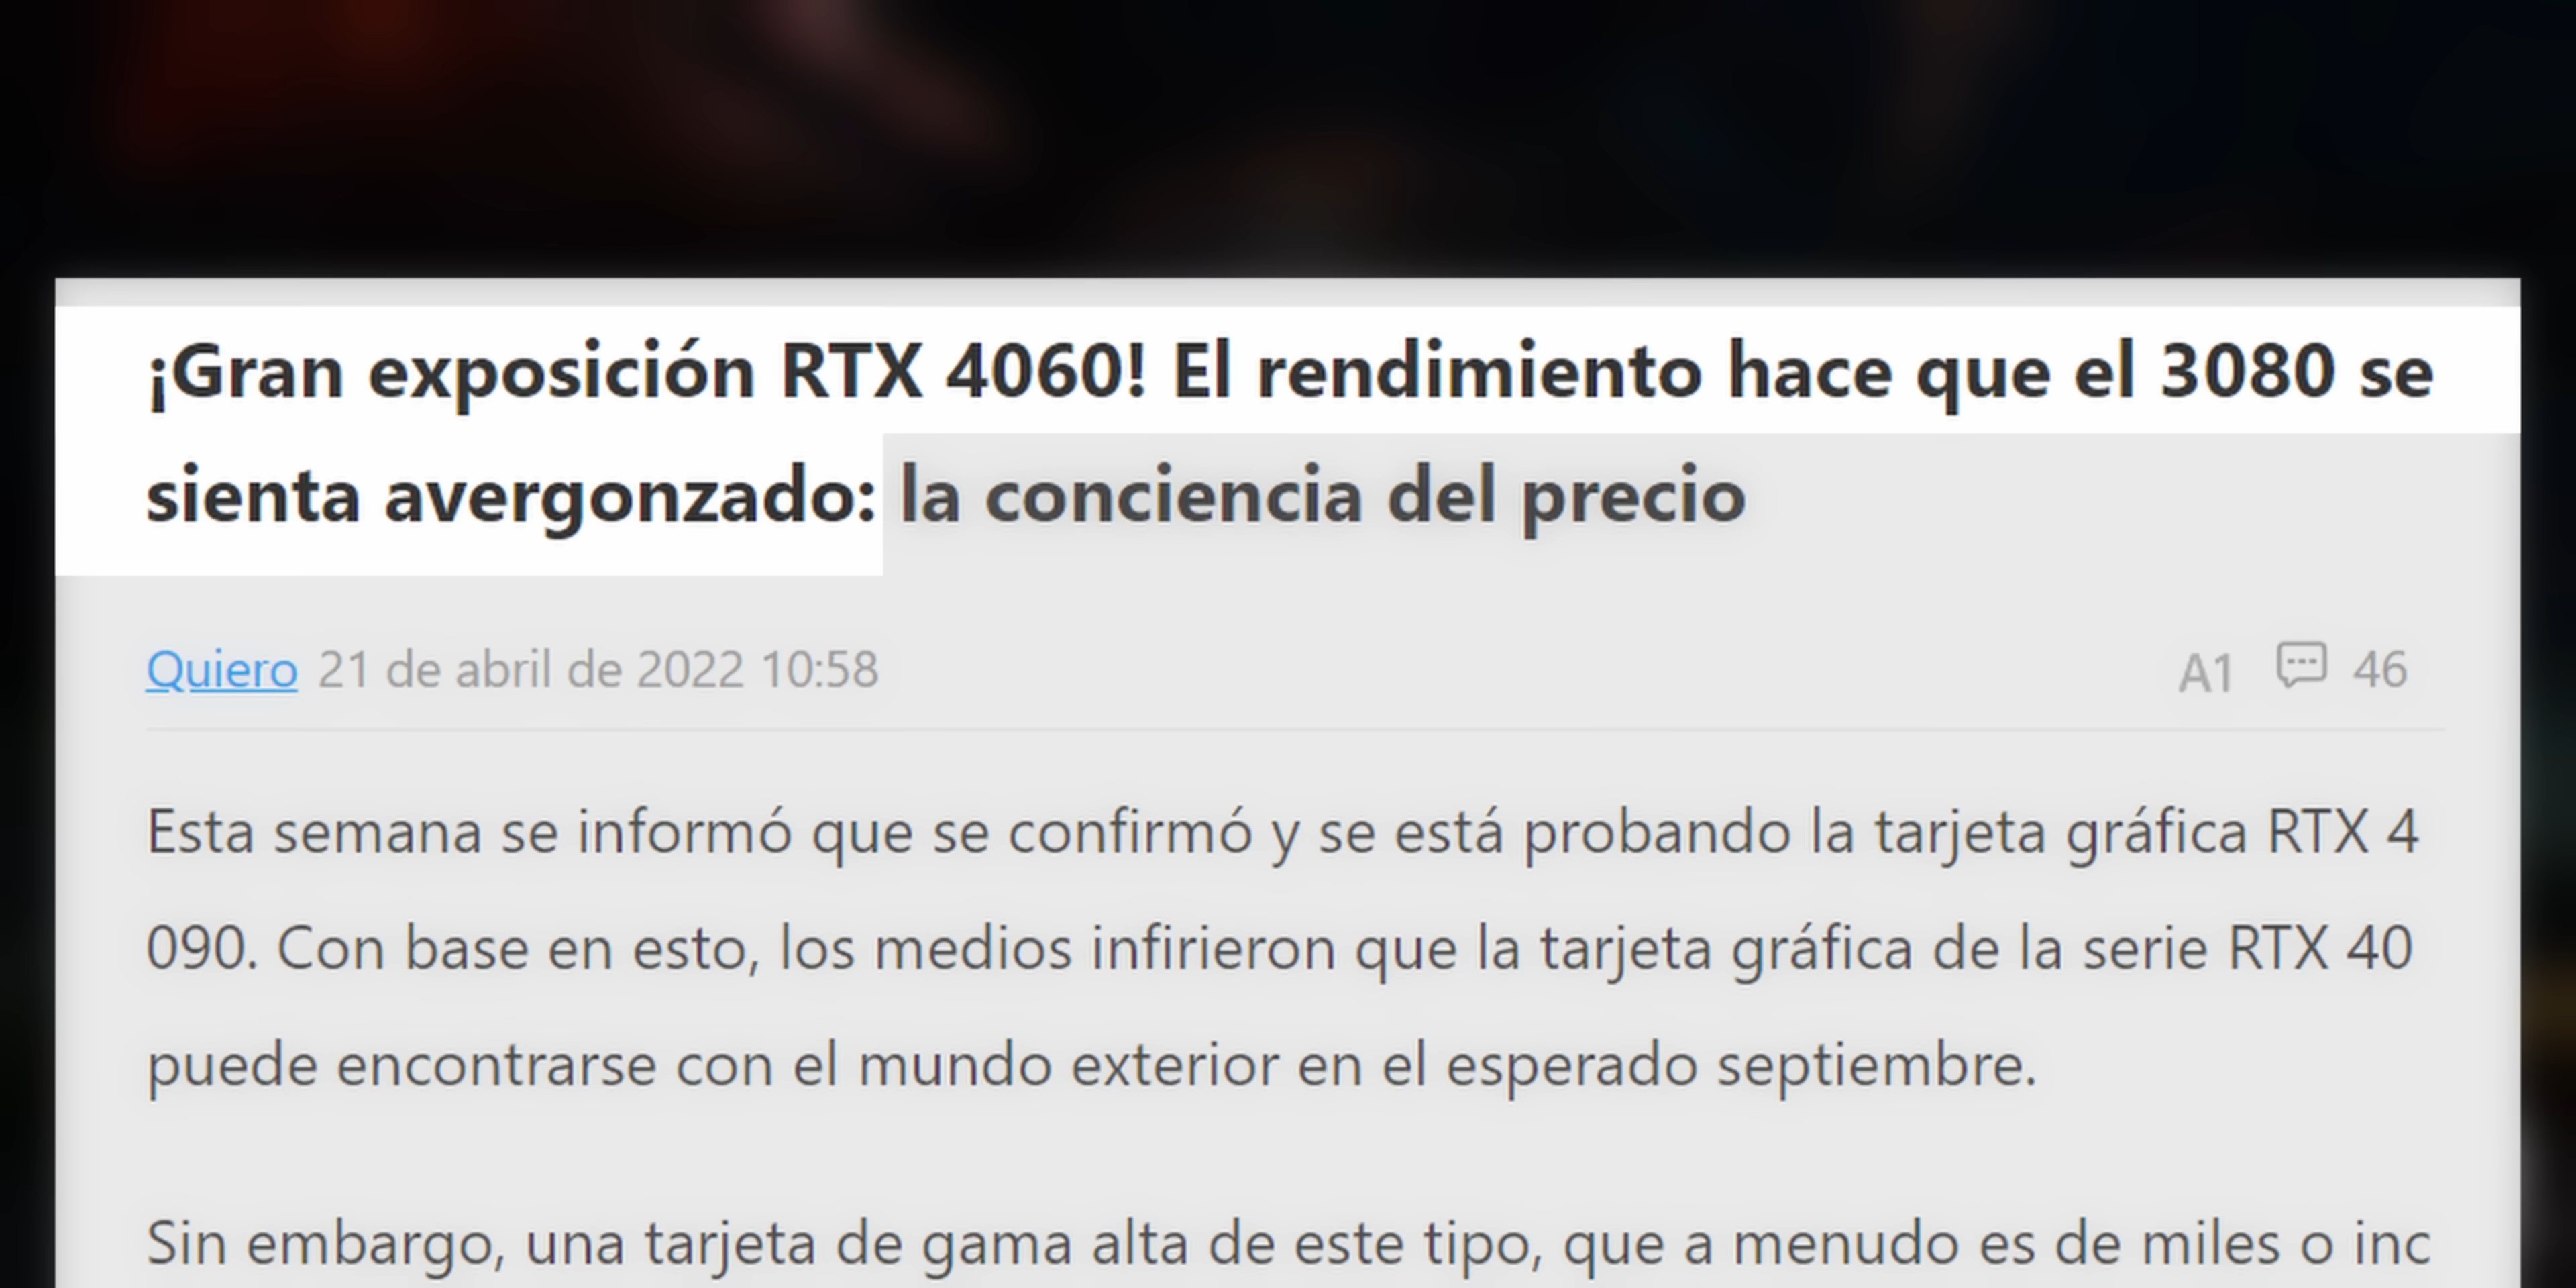 ¡Gran exposición RTX 4060! El rendimiento hace que el 3080 se
sienta avergonzado: la conciencia del precio
Quiero 21 de abril de 2022 10:58 A1 46
Esta semana se informó que se confirmó y se está probando la tarjeta gráfica RTX 4
090. Con base en esto, los medios infirieron que la tarjeta gráfica de la serie RTX 40
puede encontrarse con el mundo exterior en el esperado septiembre.
Sin embargo, una tarjeta de gama alta de este tipo, que a menudo es de miles o inc